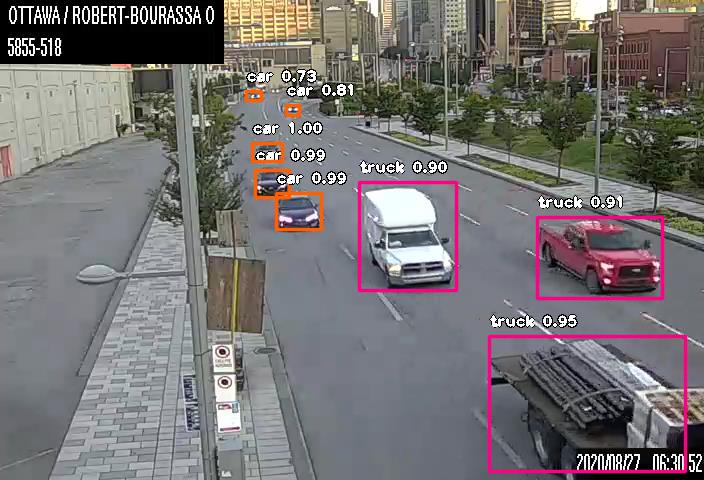 OTTAWA / ROBERT-BOURASSA O
5855-518
car 0.73
car 0.81
car 1.00
car 0.99
car 0.99
truck 0.90
truck 0.91
truck 0.95
2020/08/27 06:30:52